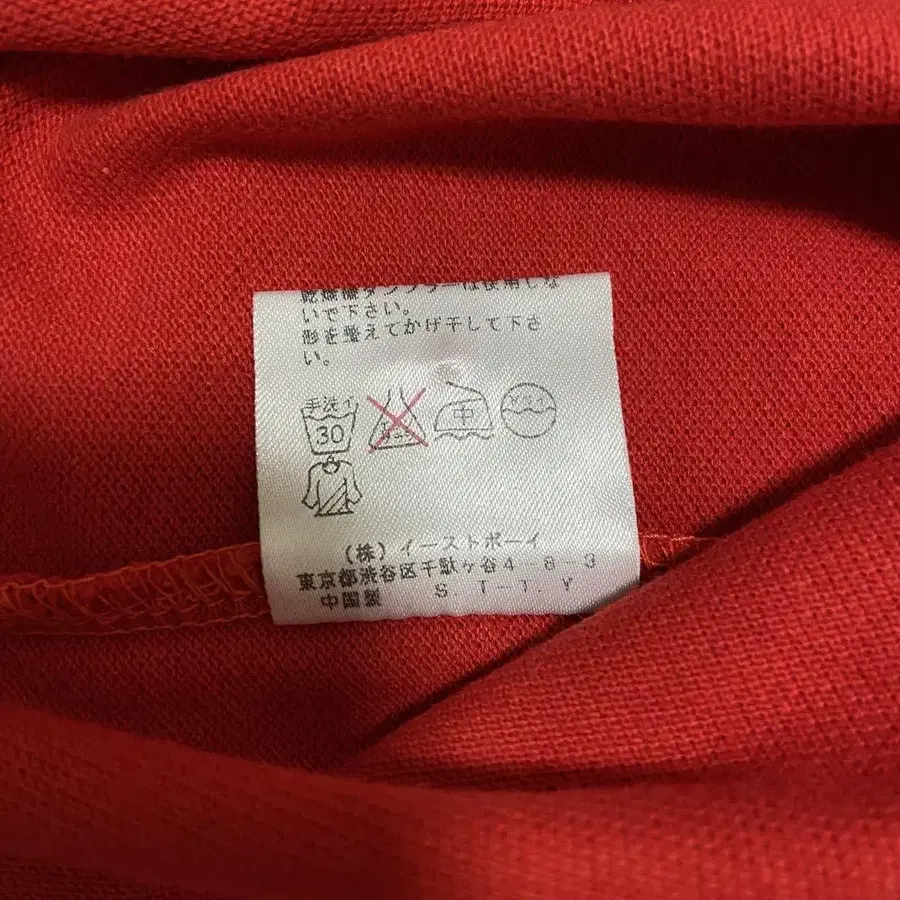 乾燥機タンブラーは使用しな
いで下さい。
形を整えてかげ干して下さ
い。
手洗イ 中 ドライ
30
(株)イーストボーイ
東京都渋谷区千駄ヶ谷4-8-3
中国製 S.T-T.Y